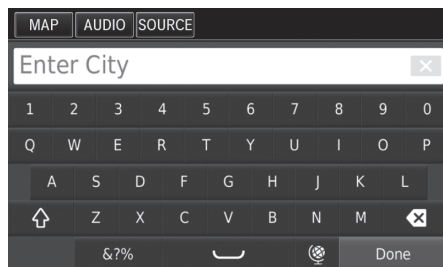 MAP AUDIO SOURCE
Enter City
1 2 3 4 5 6 7 8 9 0
Q W E R T Y U I O P
A S D F G H J K L
Z X C V B N M
&?% Done